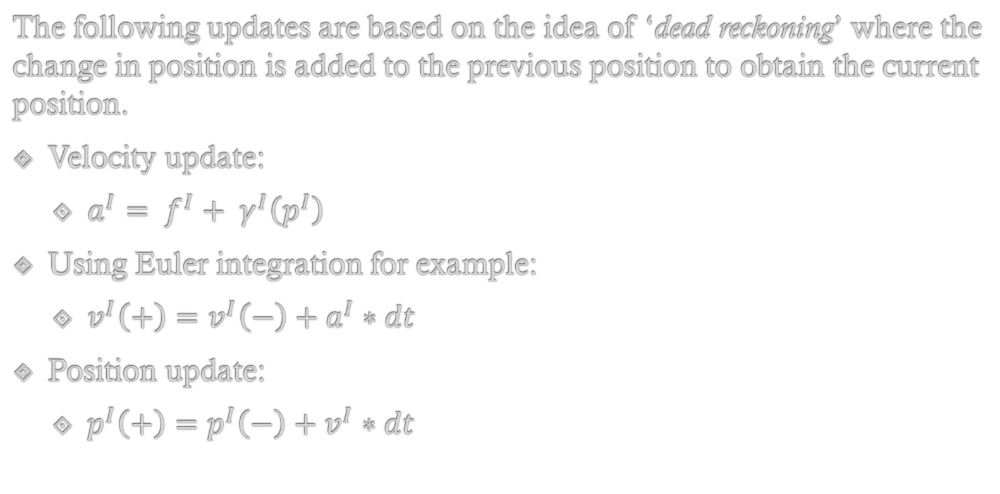 The following updates are based on the idea of ‘dead reckoning’ where the
change in position is added to the previous position to obtain the current
position.
Velocity update:
a^I = f^I + γ^I(p^I)
Using Euler integration for example:
v^I(+) = v^I(−) + a^I ∗ dt
Position update:
p^I(+) = p^I(−) + v^I ∗ dt